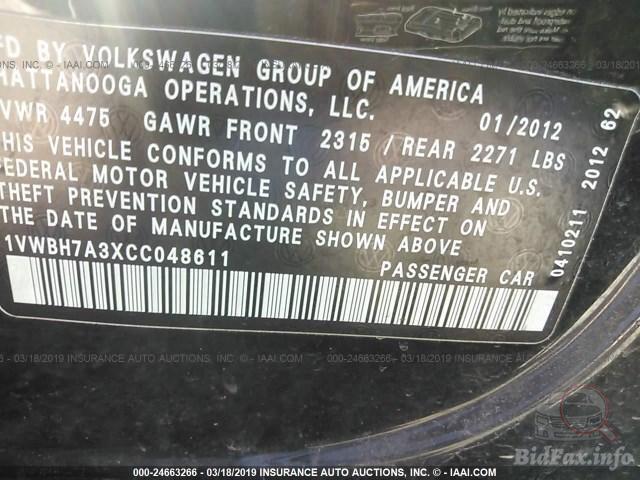 FD BY VOLKSWAGEN GROUP OF AMERICA
HATTANOOGA OPERATIONS, LLC.
VWR 4475 GAWR FRONT 2315 / REAR 2271 LBS
01/2012
HIS VEHICLE CONFORMS TO ALL APPLICABLE U.S.
FEDERAL MOTOR VEHICLE SAFETY, BUMPER AND
THEFT PREVENTION STANDARDS IN EFFECT ON
THE DATE OF MANUFACTURE SHOWN ABOVE.
1VWBH7A3XCC048611
PASSENGER CAR
0410211 2012 62
000-24663266 - 03/18/2019 INSURANCE AUTO AUCTIONS, INC. - © IAAI.COM
BidFax.info